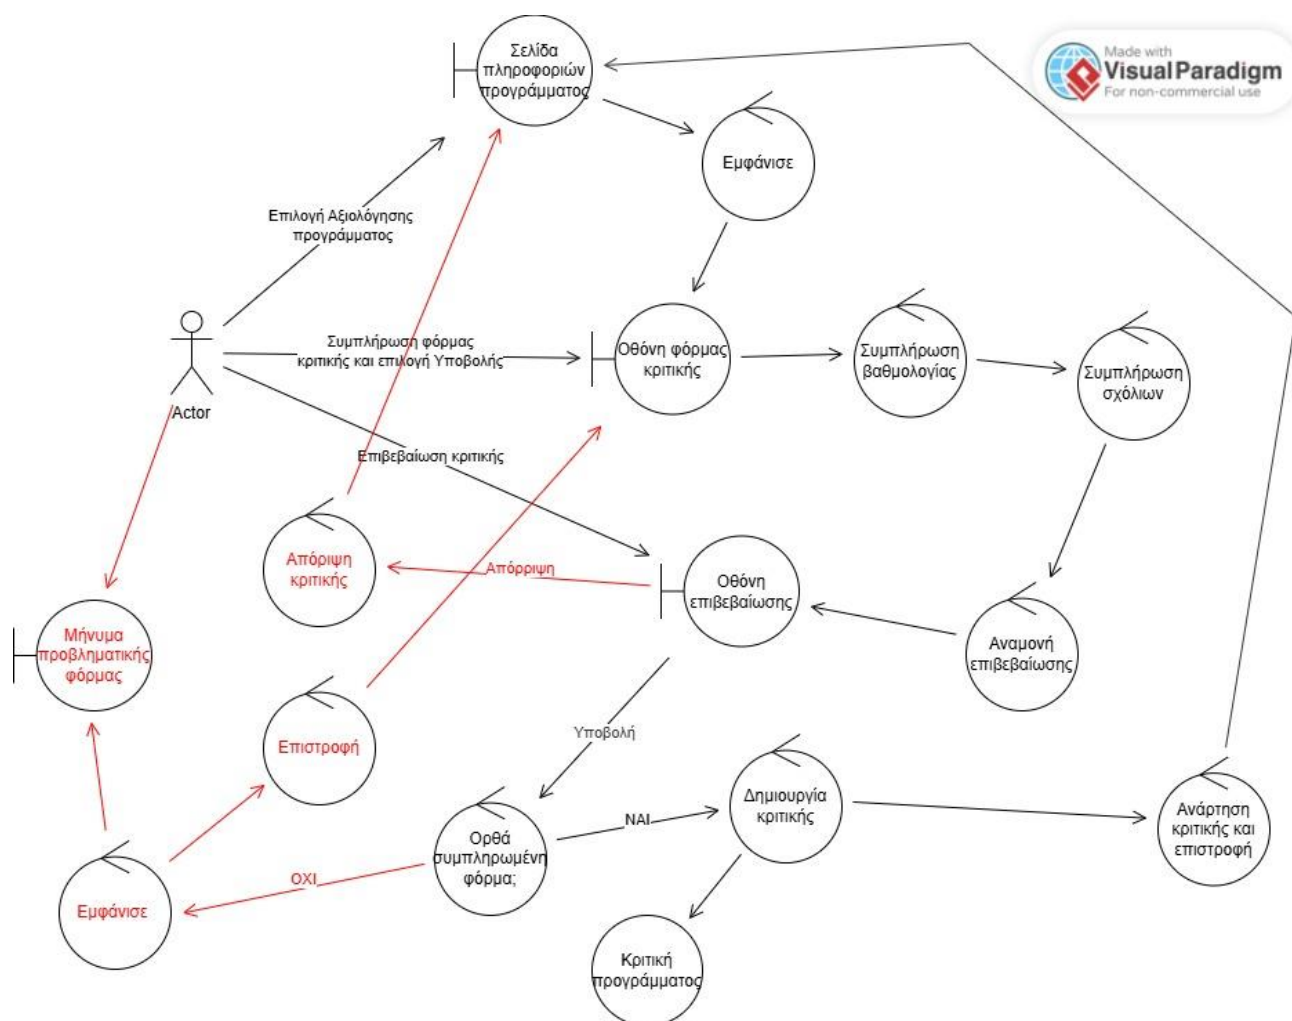 Σελίδα
πληροφοριών
προγράμματος
Made with
Visual Paradigm
For non-commercial use
Εμφάνισε
Επιλογή Αξιολόγησης
προγράμματος
Συμπλήρωση φόρμας
κριτικής και επιλογή Υποβολής
Οθόνη φόρμας
κριτικής
Συμπλήρωση
βαθμολογίας
Συμπλήρωση
σχόλιων
Actor
Επιβεβαίωση κριτικής
Απόριψη
κριτικής
Απόρριψη
Οθόνη
επιβεβαίωσης
Μήνυμα
προβληματικής
φόρμας
Αναμονή
επιβεβαίωσης
Επιστροφή
Υποβολή
Δημιουργία
κριτικής
Ανάρτηση
κριτικής και
επιστροφή
ΝΑΙ
Ορθά
συμπληρωμένη
φόρμα;
ΟΧΙ
Εμφάνισε
Κριτική
προγράμματος